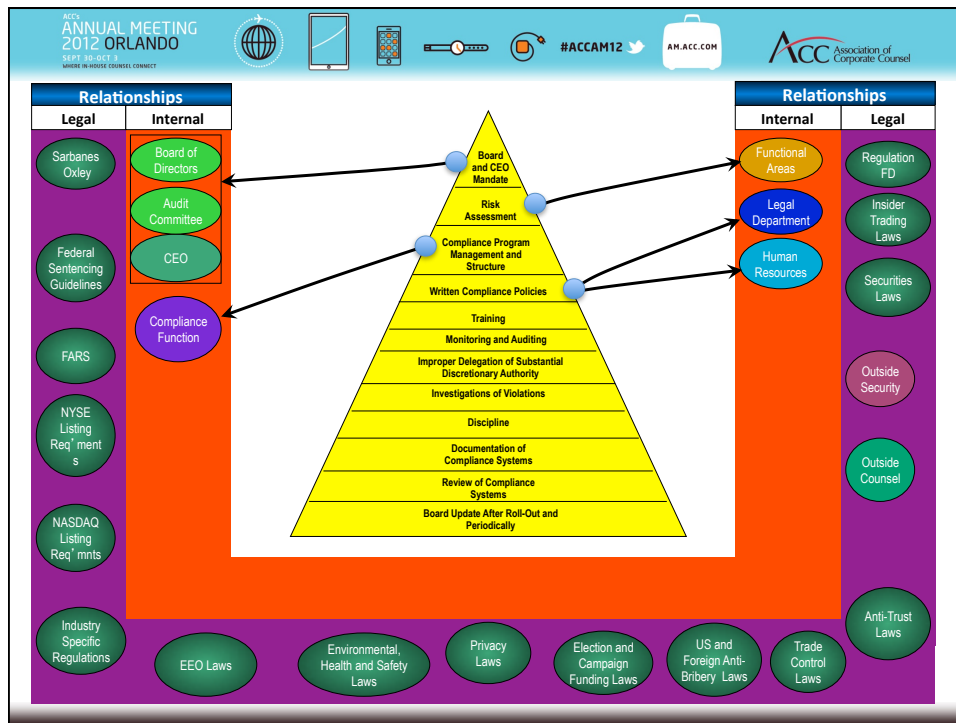 ACC's
ANNUAL MEETING
2012 ORLANDO
SEPT 30-OCT 3
WHERE IN-HOUSE COUNSEL CONNECT
#ACCAM12
AM.ACC.COM
ACC Association of
Corporate Counsel
Relationships
Legal
Internal
Relationships
Internal
Legal
Sarbanes
Oxley
Federal
Sentencing
Guidelines
FARS
NYSE
Listing
Req’ment
s
NASDAQ
Listing
Req’mnts
Industry
Specific
Regulations
Board of
Directors
Audit
Committee
CEO
Compliance
Function
Board
and CEO
Mandate
Risk
Assessment
Compliance Program
Management and
Structure
Written Compliance Policies
Training
Monitoring and Auditing
Improper Delegation of Substantial
Discretionary Authority
Investigations of Violations
Discipline
Documentation of
Compliance Systems
Review of Compliance
Systems
Board Update After Roll-Out and
Periodically
Functional
Areas
Legal
Department
Human
Resources
Regulation
FD
Insider
Trading
Laws
Securities
Laws
Outside
Security
Outside
Counsel
Anti-Trust
Laws
EEO Laws
Environmental,
Health and Safety
Laws
Privacy
Laws
Election and
Campaign
Funding Laws
US and
Foreign Anti-
Bribery Laws
Trade
Control
Laws